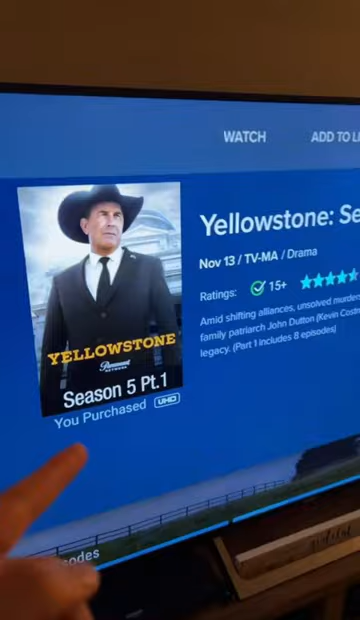 WATCH
ADD TO LI
Yellowstone: Se
Nov 13 / TV-MA / Drama
Ratings: 15+
Amid shifting alliances, unsolved murders
family patriarch John Dutton (Kevin Costn
legacy. (Part 1 includes 8 episodes)
YELLOWSTONE
Paramount
NETWORK
Season 5 Pt.1
You Purchased UHD
sodes